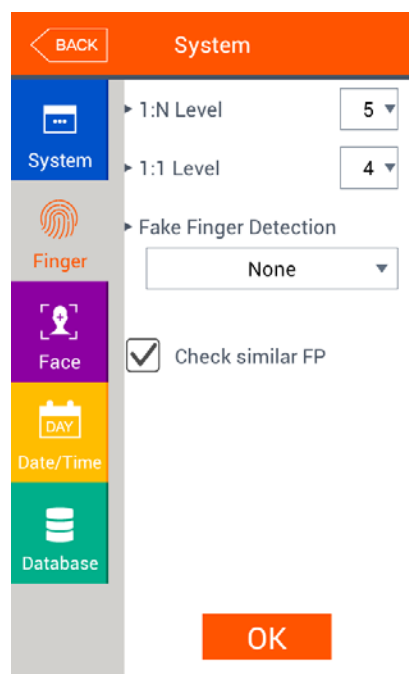 BACK
System
System
Finger
Face
DAY
Date/Time
Database
1:N Level 5
1:1 Level 4
Fake Finger Detection
None
Check similar FP
OK